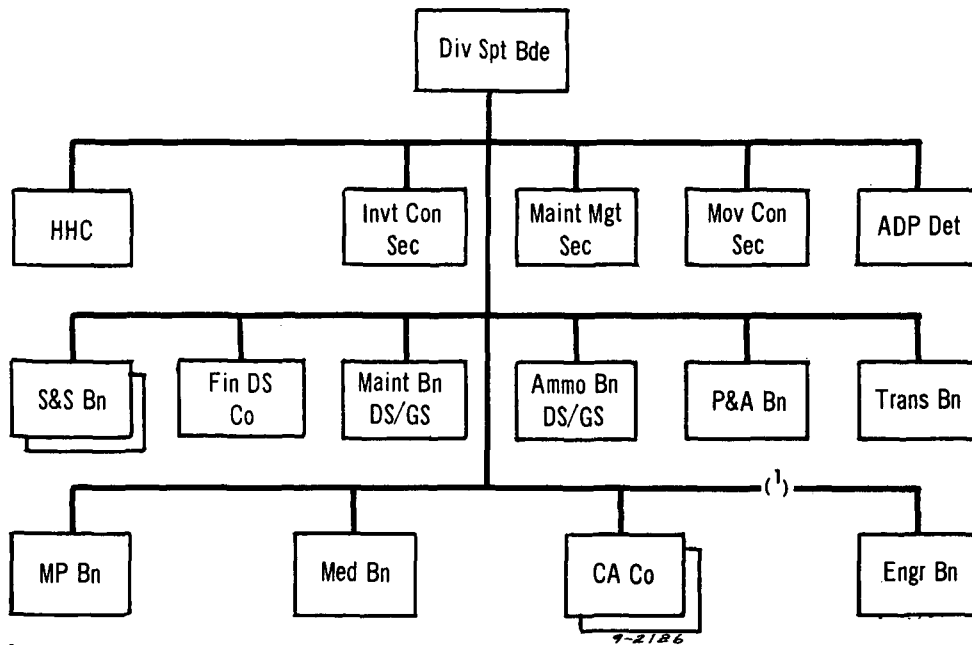 Div Spt Bde
HHC
Invt Con
Sec
Maint Mgt
Sec
Mov Con
Sec
ADP Det
S&S Bn
Fin DS
Co
Maint Bn
DS/GS
Ammo Bn
DS/GS
P&A Bn
Trans Bn
(1)
MP Bn
Med Bn
CA Co
Engr Bn
9-2186